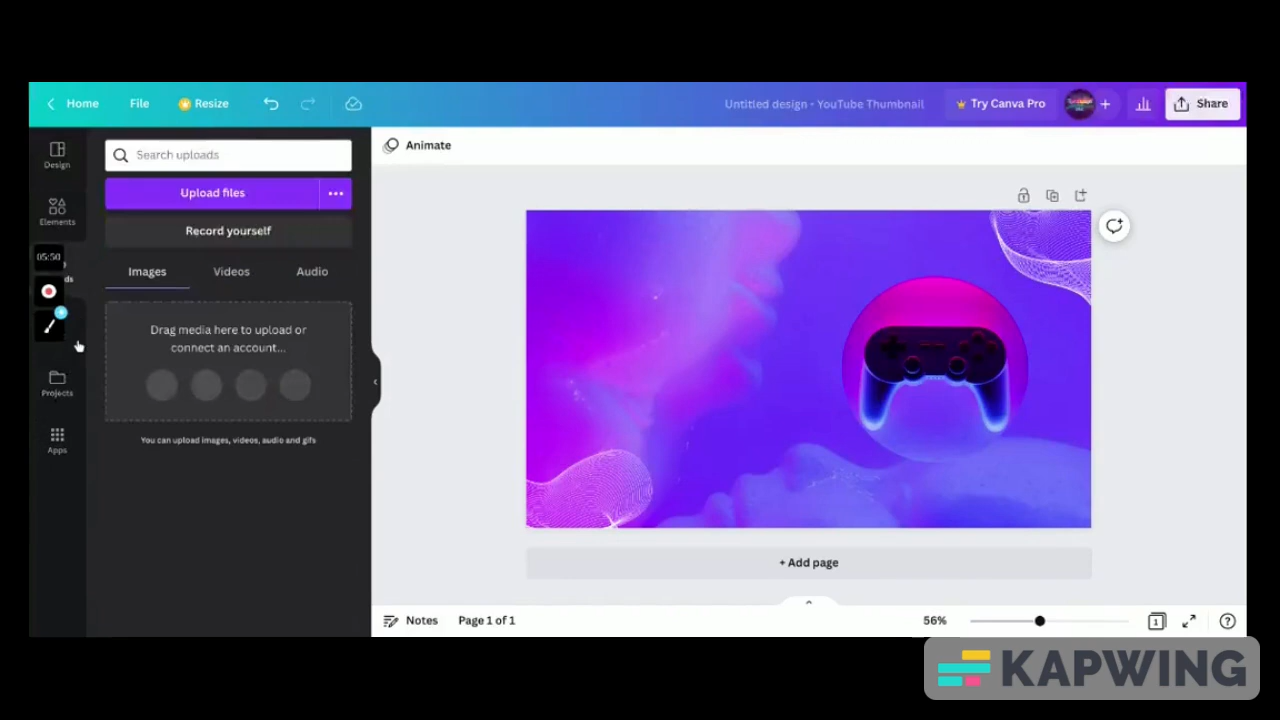 Home File Resize Untitled design - YouTube Thumbnail Try Canva Pro + Share
Design
Search uploads
Animate
Upload files
Elements
Record yourself
05:50
ds
Images Videos Audio
Drag media here to upload or
connect an account...
Projects
You can upload images, videos, audio and gifs
Apps
+ Add page
Notes Page 1 of 1 56% 1 ?
KAPWING